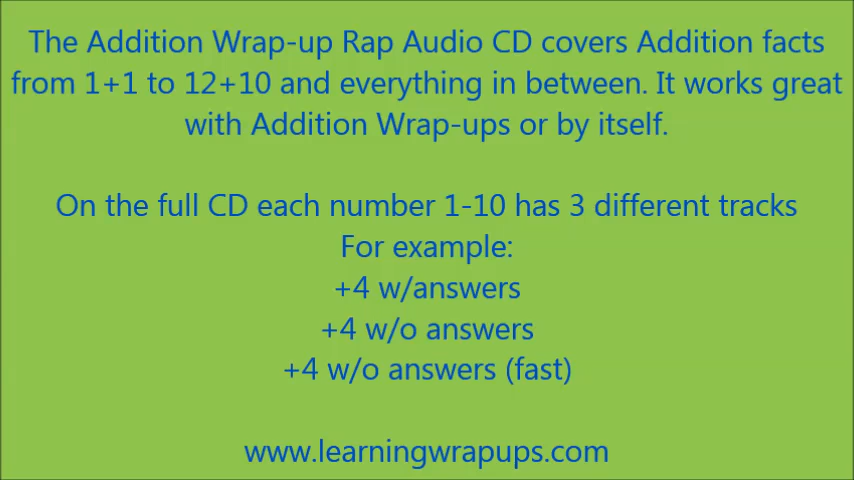 The Addition Wrap-up Rap Audio CD covers Addition facts
from 1+1 to 12+10 and everything in between. It works great
with Addition Wrap-ups or by itself.
On the full CD each number 1-10 has 3 different tracks
For example:
+4 w/answers
+4 w/o answers
+4 w/o answers (fast)
www.learningwrapups.com